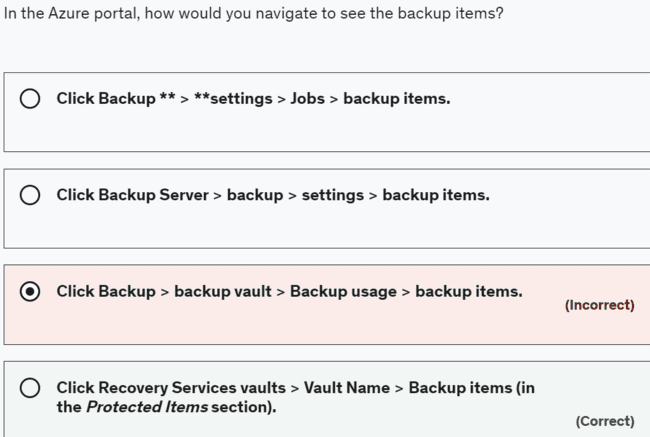 In the Azure portal, how would you navigate to see the backup items?
Click Backup ** > **settings > Jobs > backup items.
Click Backup Server > backup > settings > backup items.
Click Backup > backup vault > Backup usage > backup items.
(Incorrect)
Click Recovery Services vaults > Vault Name > Backup items (in
the Protected Items section).
(Correct)